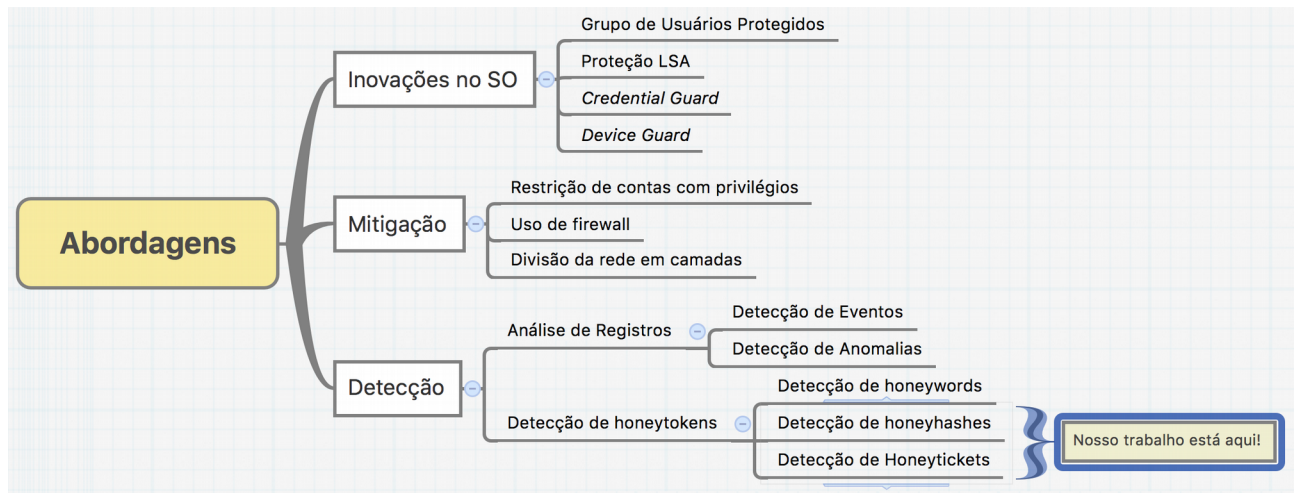 Abordagens
Inovações no SO
Grupo de Usuários Protegidos
Proteção LSA
Credential Guard
Device Guard
Mitigação
Restrição de contas com privilégios
Uso de firewall
Divisão da rede em camadas
Detecção
Análise de Registros
Detecção de Eventos
Detecção de Anomalias
Detecção de honeytokens
Detecção de honeywords
Detecção de honeyhashes
Detecção de Honeytickets
Nosso trabalho está aqui!